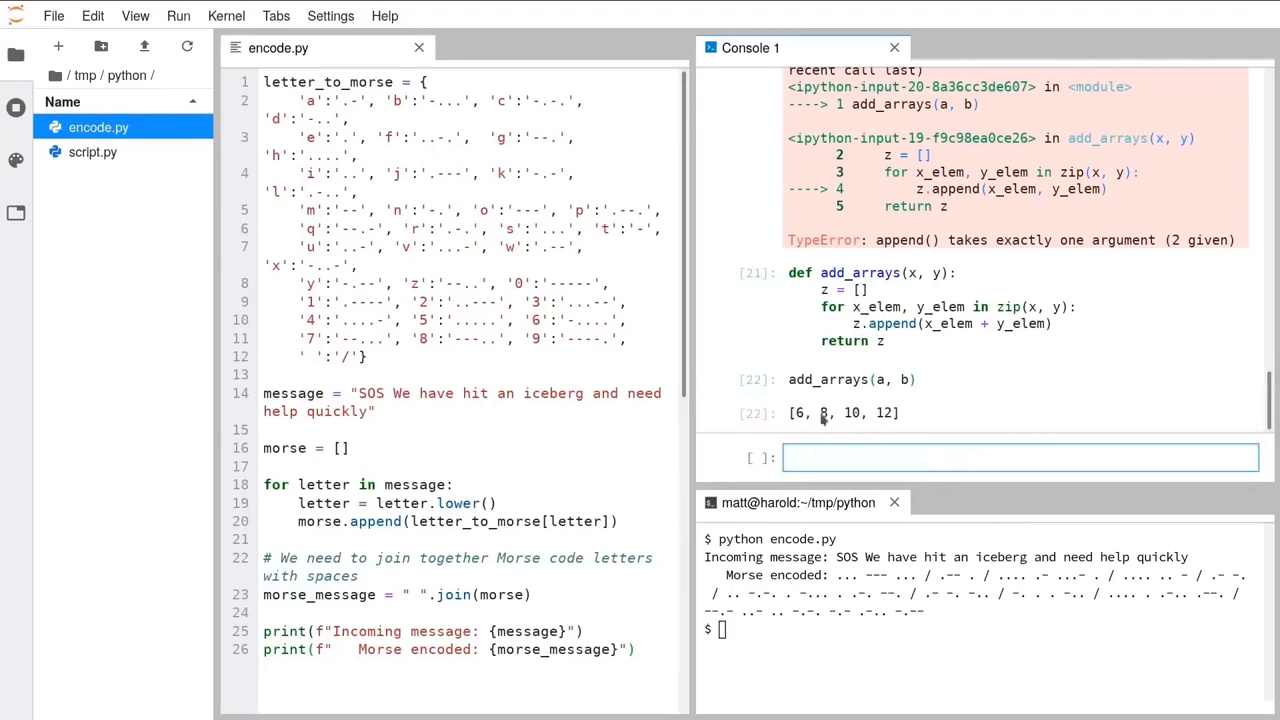 File Edit View Run Kernel Tabs Settings Help
/ tmp / python /
Name
encode.py
script.py
encode.py
1 letter_to_morse = {
2 'a':'.-', 'b':'-...', 'c':'-.-.',
'd':'-..',
3 'e':'.', 'f':'..-.', 'g':'--.',
'h':'....',
4 'i':'..', 'j':'.---', 'k':'-.-',
'l':'.-..',
5 'm':'--', 'n':'-.', 'o':'---', 'p':'.--.',
6 'q':'--.-', 'r':'.-.', 's':'...', 't':'-',
7 'u':'..-', 'v':'...-', 'w':'.--',
'x':'-..-',
8 'y':'-.--', 'z':'--..', '0':'-----',
9 '1':'.----', '2':'..---', '3':'...--',
10 '4':'....-', '5':'.....', '6':'-....',
11 '7':'--...', '8':'---..', '9':'----.',
12 ' ':'/'}
13
14 message = "SOS We have hit an iceberg and need
help quickly"
15
16 morse = []
17
18 for letter in message:
19 letter = letter.lower()
20 morse.append(letter_to_morse[letter])
21
22 # We need to join together Morse code letters
with spaces
23 morse_message = " ".join(morse)
24
25 print(f"Incoming message: {message}")
26 print(f"   Morse encoded: {morse_message}")
Console 1
recent call last)
<ipython-input-20-8a36cc3de607> in <module>
----> 1 add_arrays(a, b)
<ipython-input-19-f9c98ea0ce26> in add_arrays(x, y)
2 z = []
3 for x_elem, y_elem in zip(x, y):
----> 4 z.append(x_elem, y_elem)
5 return z
TypeError: append() takes exactly one argument (2 given)
[21]: def add_arrays(x, y):
z = []
for x_elem, y_elem in zip(x, y):
z.append(x_elem + y_elem)
return z
[22]: add_arrays(a, b)
[22]: [6, 8, 10, 12]
[ ]:
matt@harold:~/tmp/python
$ python encode.py
Incoming message: SOS We have hit an iceberg and need help quickly
Morse encoded: ... --- ... / .-- . / .... .- ...- . / .... .. - / .- -.
/ .. -.-. . -... . .-. --. / .- -. -.. / -. . . -.. / .... . .-.. .--. /
--.- ..- .. -.-. -.- .-.. -.--
$